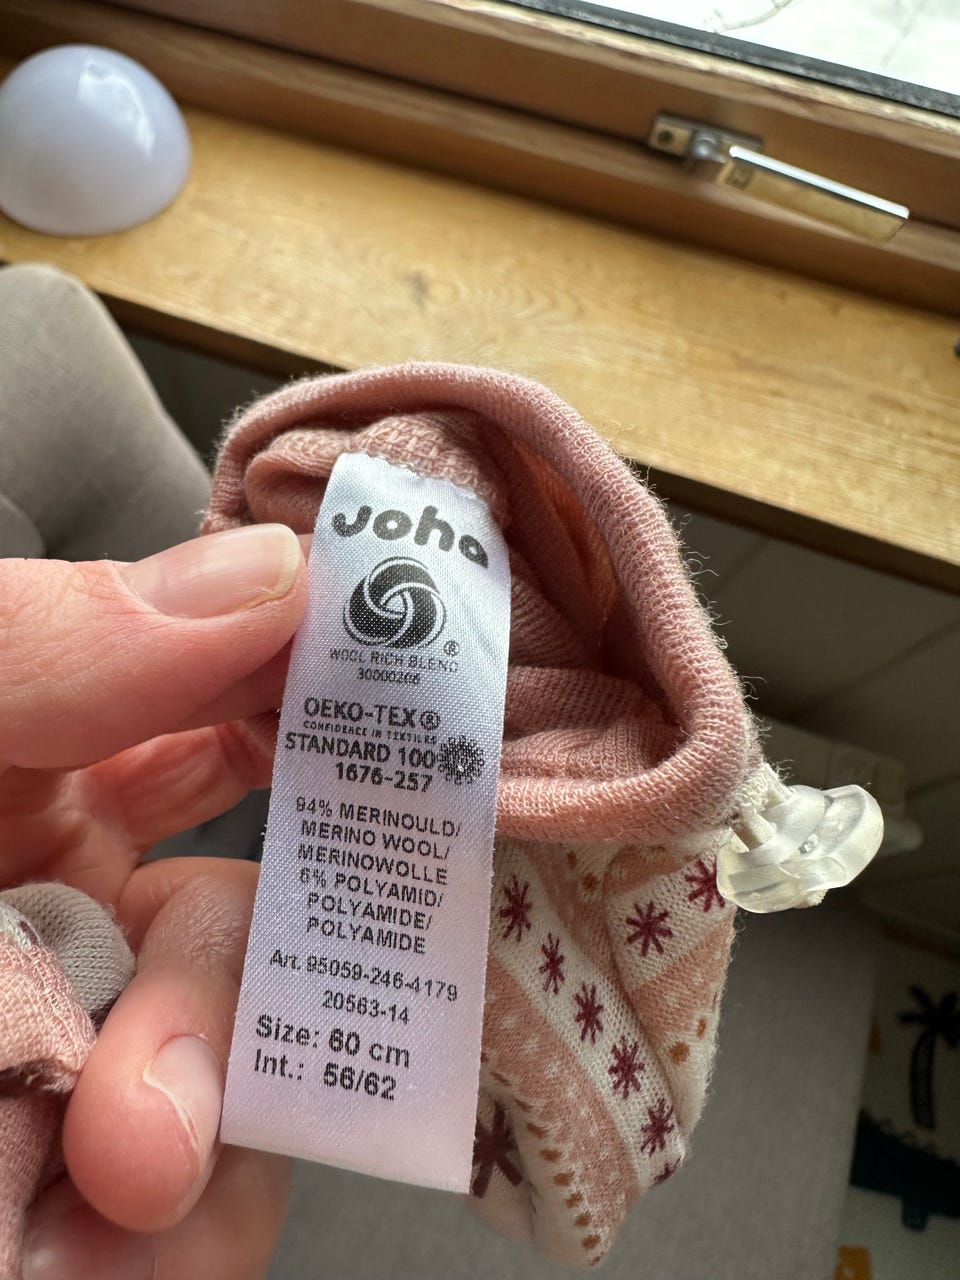 Joha
®
WOOL RICH BLEND
30000206
OEKO-TEX®
CONFIDENCE IN TEXTILES
STANDARD 100
1676-257
94% MERINOULD/
MERINO WOOL/
MERINOWOLLE
6% POLYAMID/
POLYAMIDE/
POLYAMIDE
Art. 95059-246-4179
20563-14
Size: 60 cm
Int.: 56/62